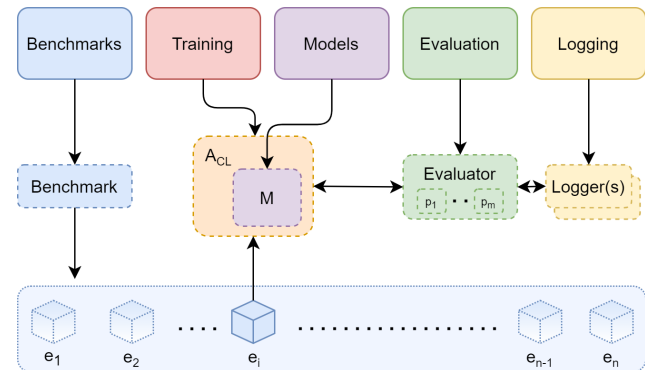 Benchmarks
Training
Models
Evaluation
Logging
A_CL
M
Benchmark
Evaluator
p_1 .. p_m
Logger(s)
e_1 e_2 .... e_i .................... e_n-1 e_n